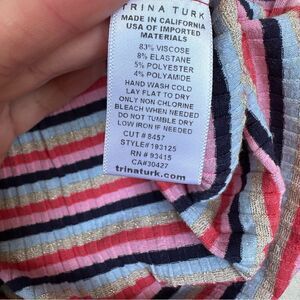 TRINA TURK
MADE IN CALIFORNIA
USA OF IMPORTED
MATERIALS
83% VISCOSE
8% ELASTANE
5% POLYESTER
4% POLYAMIDE
HAND WASH COLD
LAY FLAT TO DRY
ONLY NON CHLORINE
BLEACH WHEN NEEDED
DO NOT TUMBLE DRY
LOW IRON IF NEEDED
CUT # 8457
STYLE# 193125
RN # 93415
CA#30427
trinaturk.com